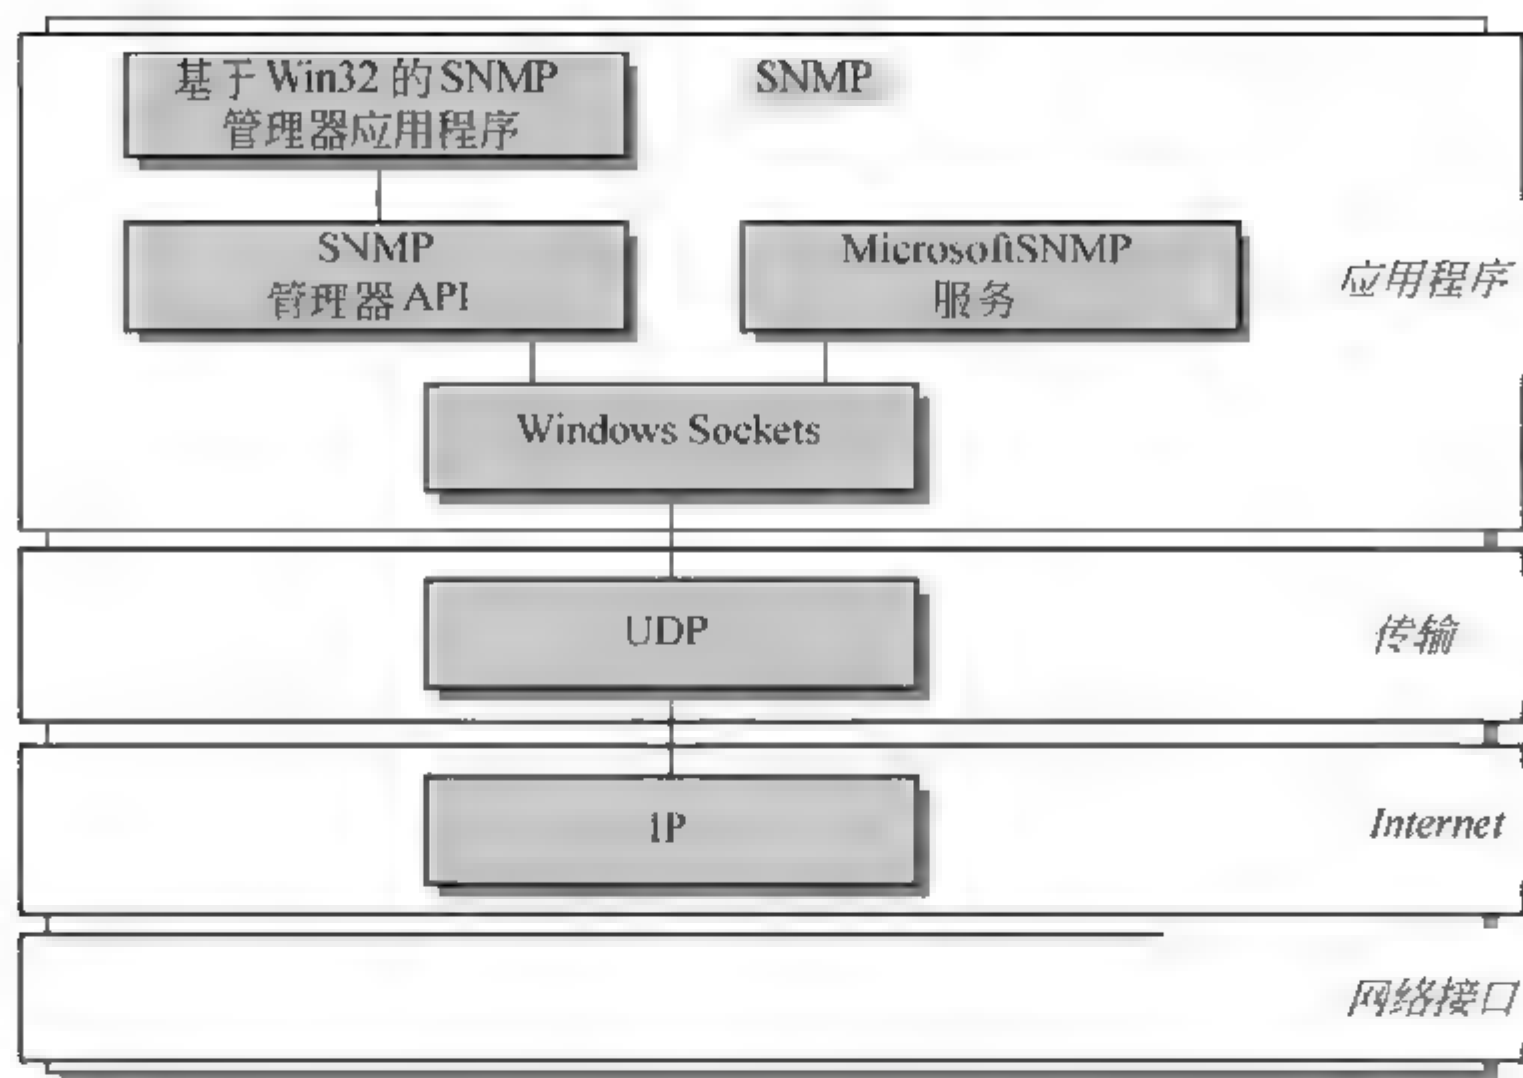 基于Win32的SNMP
管理器应用程序
SNMP
SNMP
管理器API
MicrosoftSNMP
服务
应用程序
Windows Sockets
UDP
传输
IP
Internet
网络接口